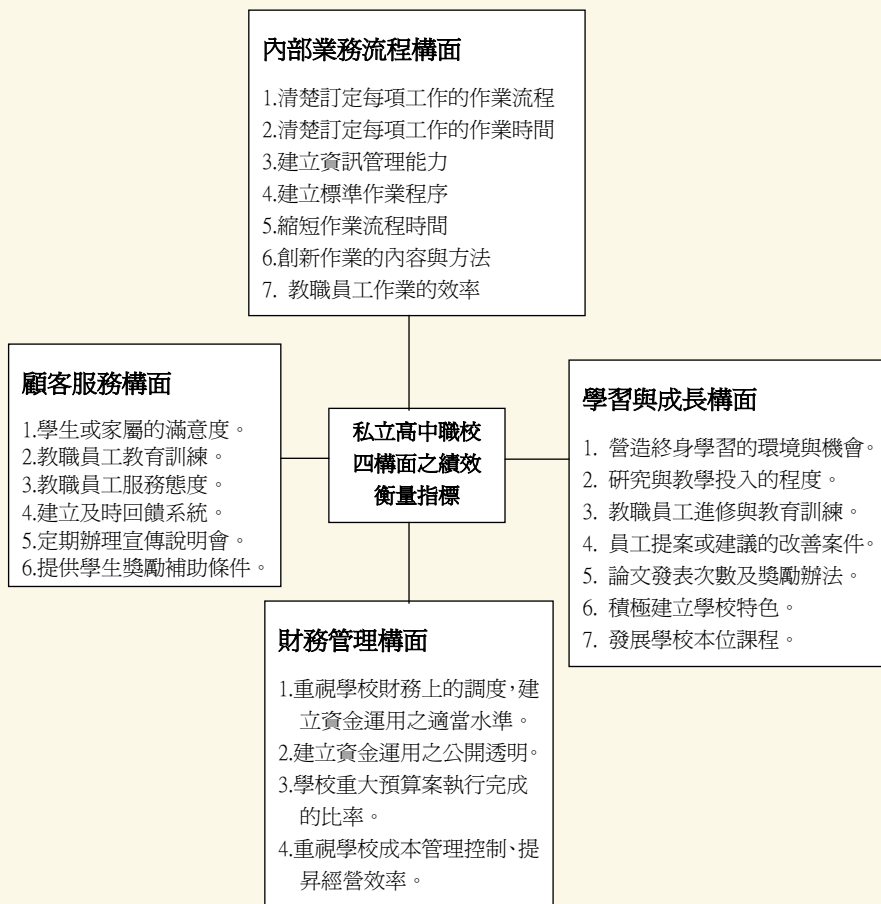 內部業務流程構面
1.清楚訂定每項工作的作業流程
2.清楚訂定每項工作的作業時間
3.建立資訊管理能力
4.建立標準作業程序
5.縮短作業流程時間
6.創新作業的內容與方法
7. 教職員工作業的效率
顧客服務構面
1.學生或家屬的滿意度。
2.教職員工教育訓練。
3.教職員工服務態度。
4.建立及時回饋系統。
5.定期辦理宣傳說明會。
6.提供學生獎勵補助條件。
私立高中職校
四構面之績效
衡量指標
學習與成長構面
1. 營造終身學習的環境與機會。
2. 研究與教學投入的程度。
3. 教職員工進修與教育訓練。
4. 員工提案或建議的改善案件。
5. 論文發表次數及獎勵辦法。
6. 積極建立學校特色。
7. 發展學校本位課程。
財務管理構面
1.重視學校財務上的調度，建
立資金運用之適當水準。
2.建立資金運用之公開透明。
3.學校重大預算案執行完成
的比率。
4.重視學校成本管理控制、提
昇經營效率。